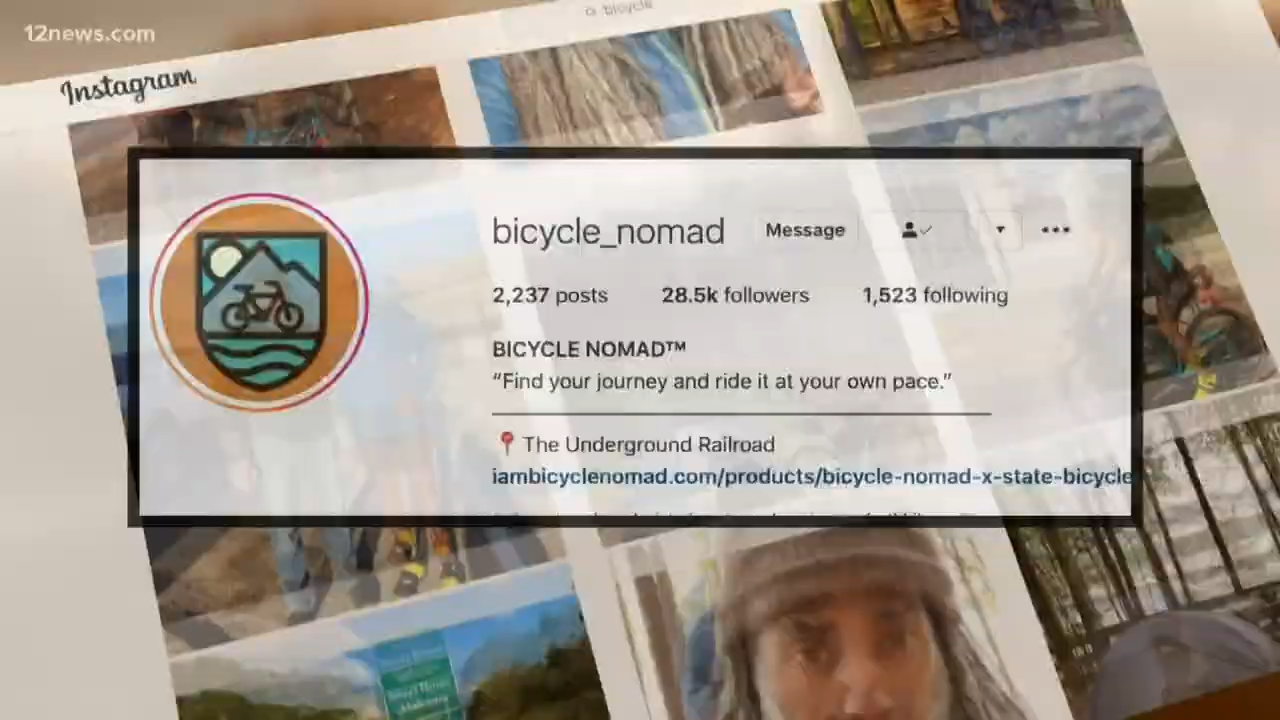 12news.com
bicycle
Instagram
bicycle_nomad Message
2,237 posts 28.5k followers 1,523 following
BICYCLE NOMAD™
“Find your journey and ride it at your own pace.”
The Underground Railroad
iambicyclenomad.com/products/bicycle-nomad-x-state-bicycle